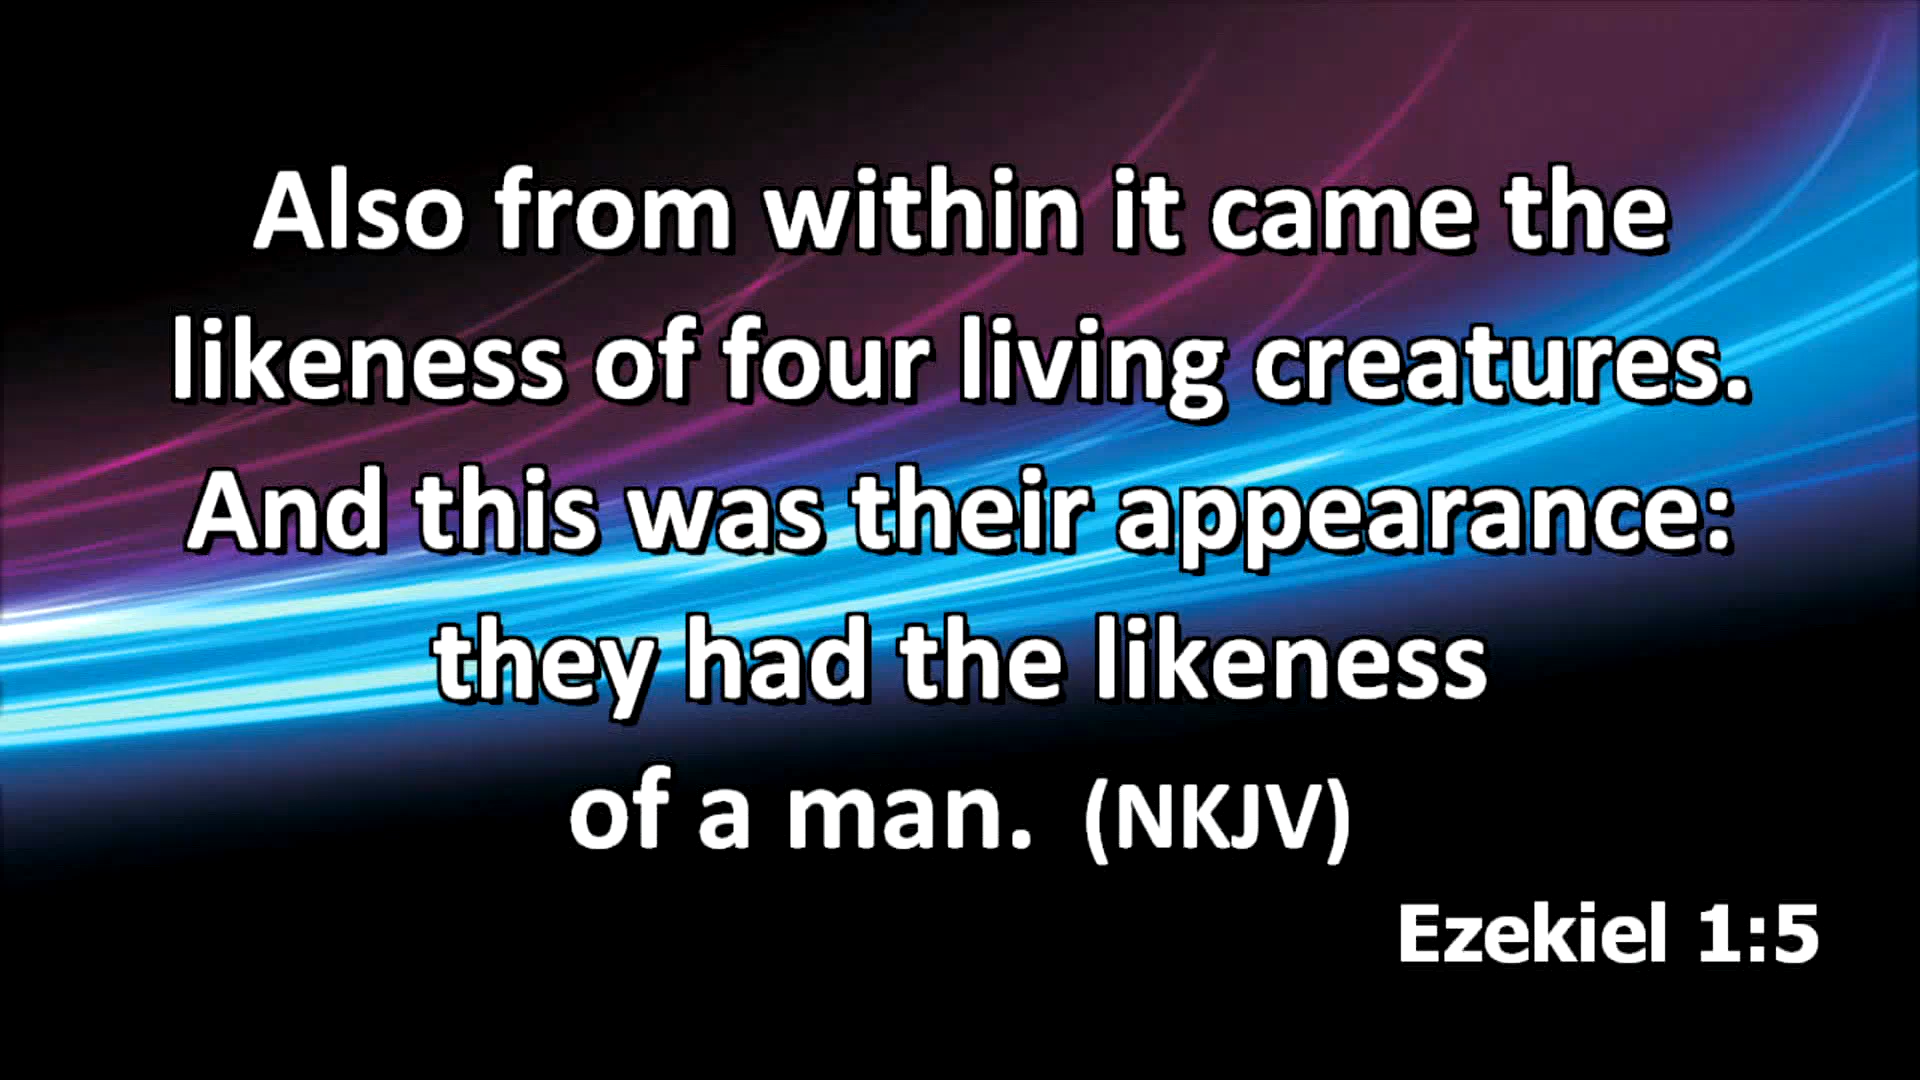 Also from within it came the
likeness of four living creatures.
And this was their appearance:
they had the likeness
of a man. (NKJV)
Ezekiel 1:5